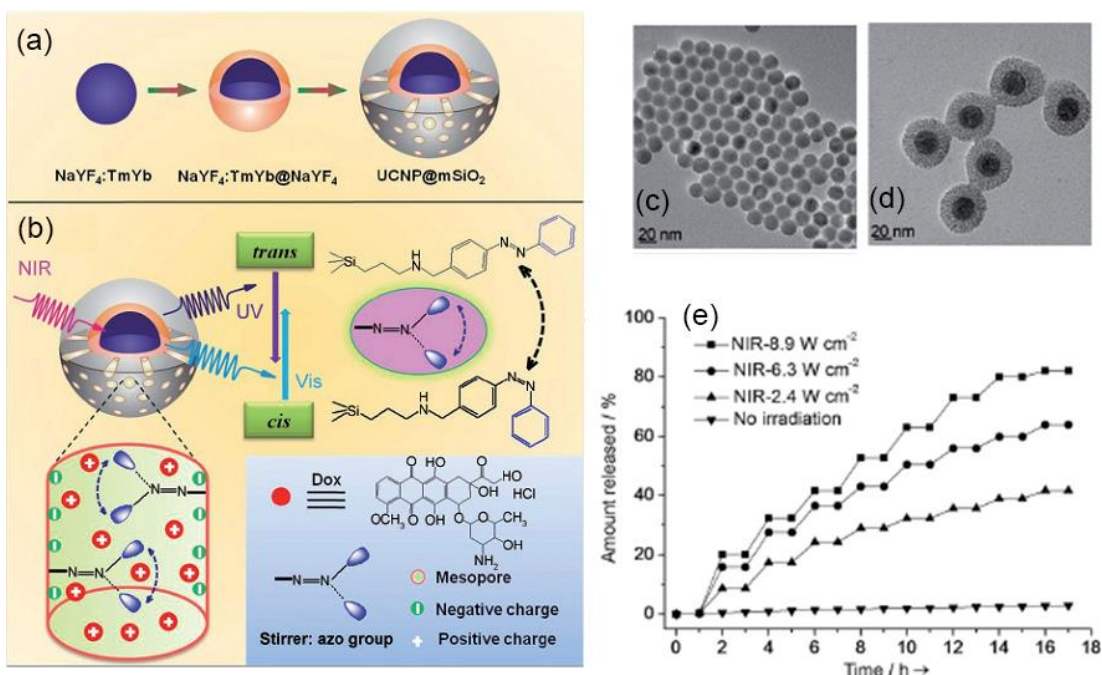 (a)
NaYF₄:TmYb
NaYF₄:TmYb@NaYF₄
UCNP@mSiO₂
(b)
NIR
trans
UV
Vis
cis
Si
H
N
N
N
N=N
Si
H
N
N=N
N=N
N=N
Dox
O
OH
O
OH
OH
HCl
OCH₃
O
OH
O
O
CH₃
OH
NH₂
N=N
Mesopore
Negative charge
Positive charge
Stirrer: azo group
(c)
20 nm
(d)
20 nm
(e)
NIR-8.9 W cm⁻²
NIR-6.3 W cm⁻²
NIR-2.4 W cm⁻²
No irradiation
Amount released / %
100
80
60
40
20
0
0 2 4 6 8 10 12 14 16 18
Time / h →